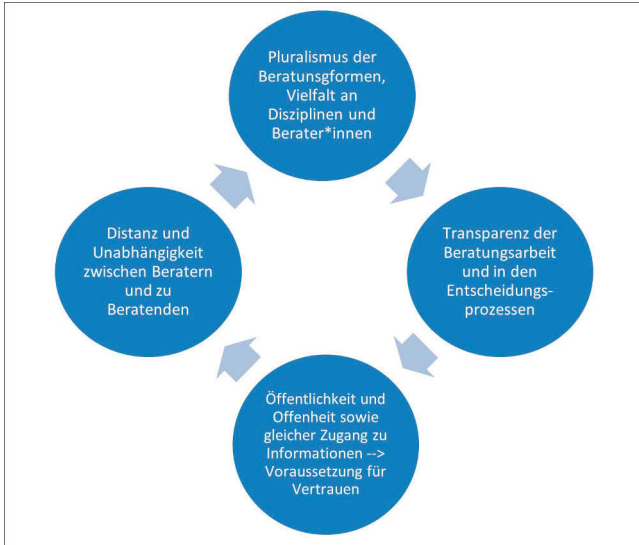 Pluralismus der
Beratunsgformen,
Vielfalt an
Disziplinen und
Berater*innen
Transparenz der
Beratungsarbeit
und in den
Entscheidungs-
prozessen
Öffentlichkeit und
Offenheit sowie
gleicher Zugang zu
Informationen -->
Voraussetzung für
Vertrauen
Distanz und
Unabhängigkeit
zwischen Beratern
und zu
Beratenden